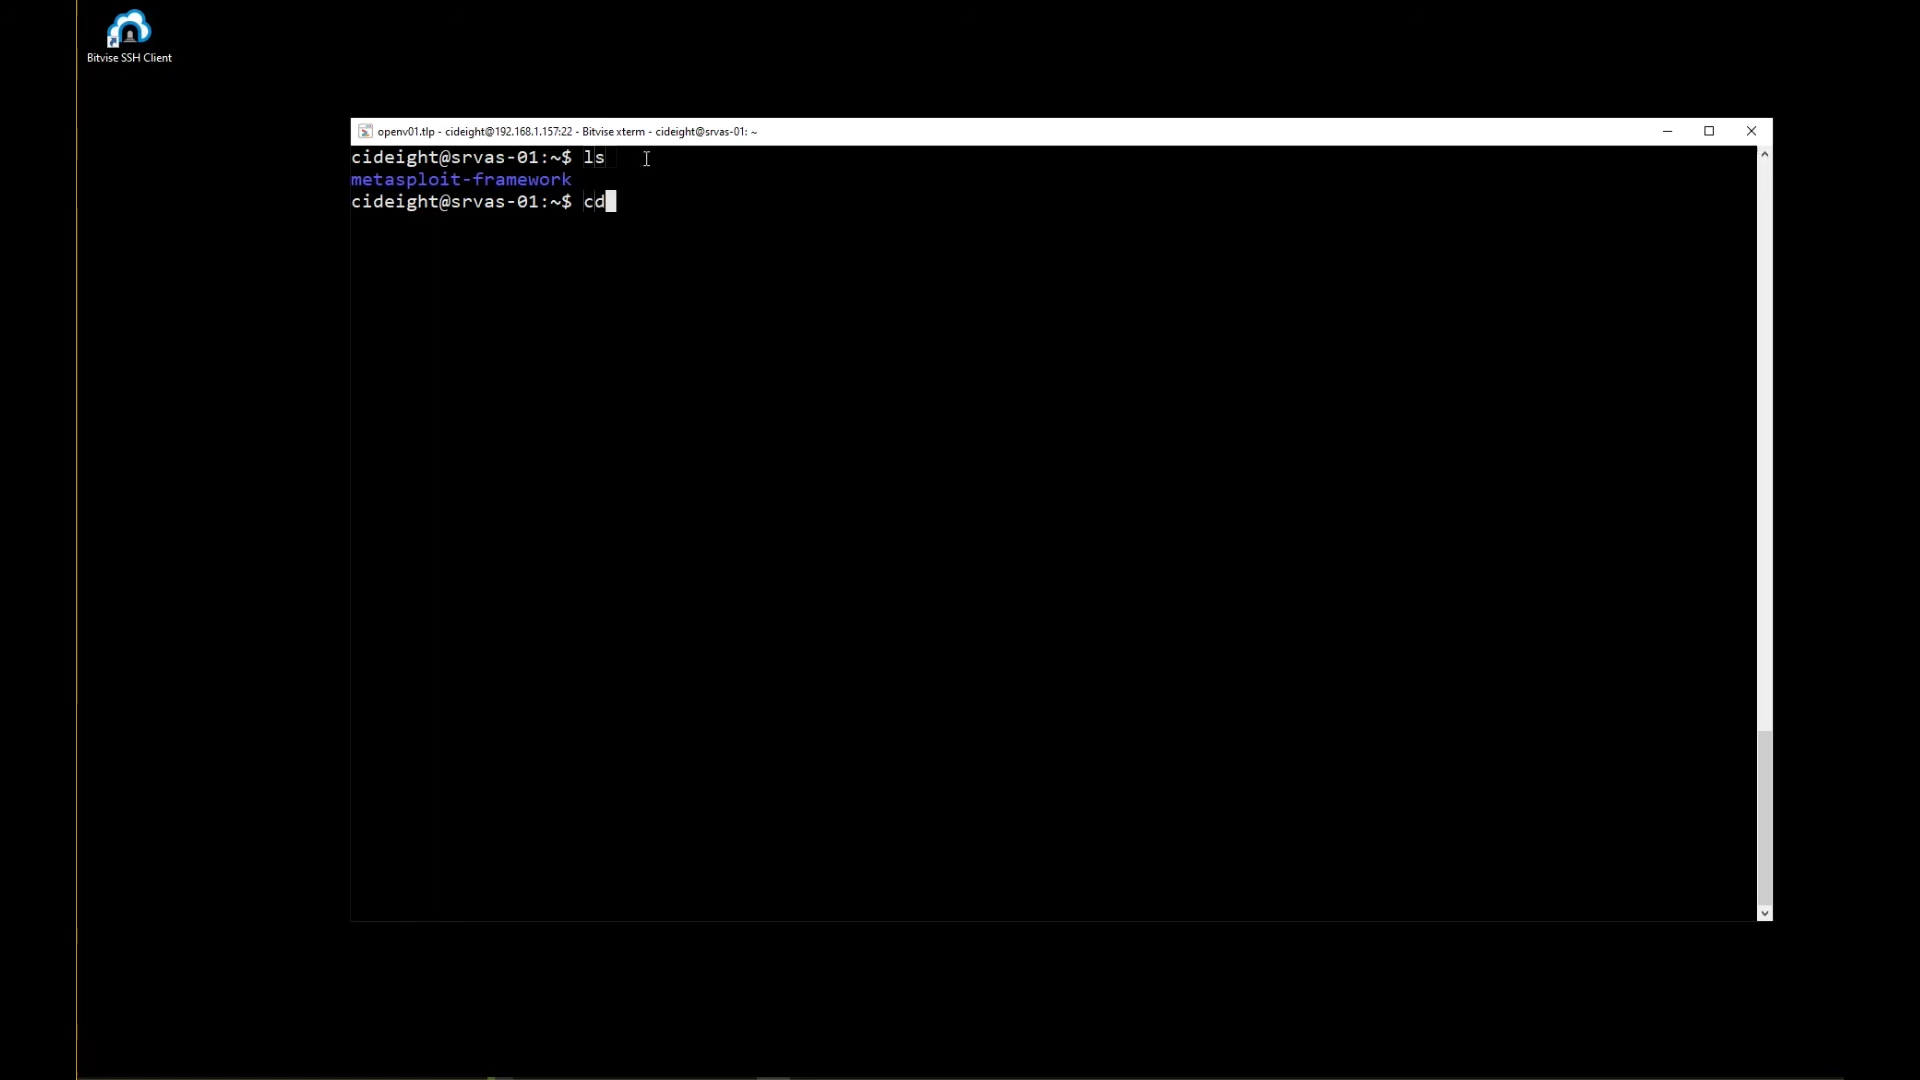 Bitvise SSH Client
openv01.tlp - cideight@192.168.1.157:22 - Bitvise xterm - cideight@srvas-01: ~
cideight@srvas-01:~$ ls
metasploit-framework
cideight@srvas-01:~$ cd